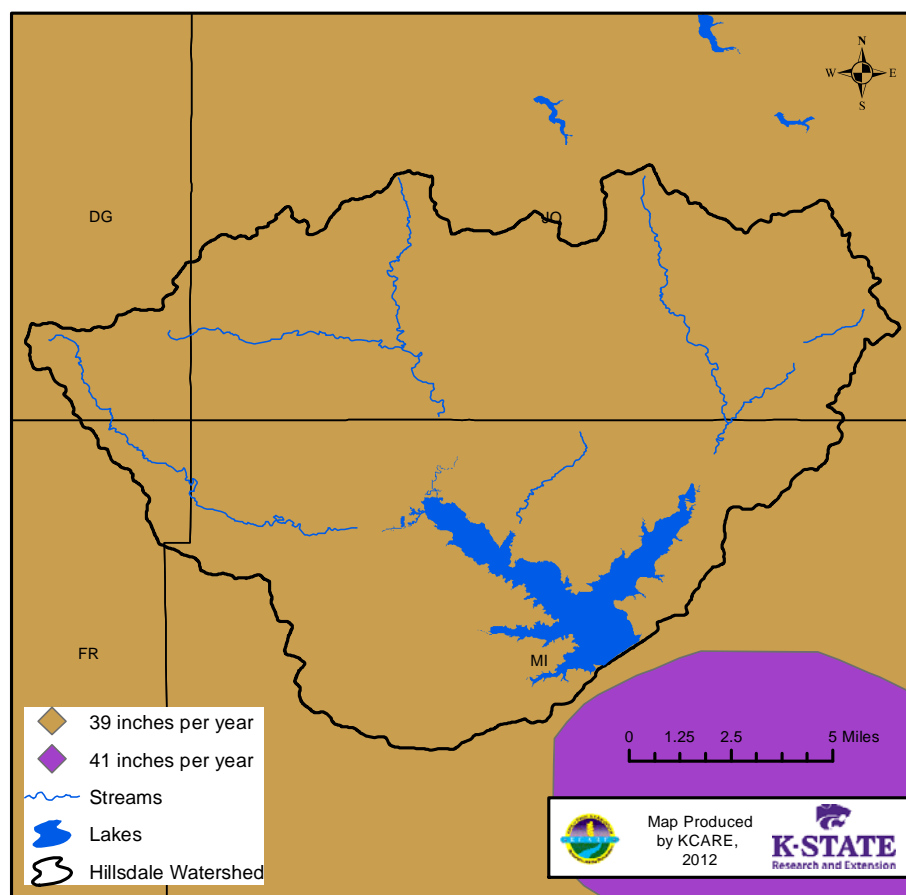 N
W E
S
DG
JO
FR
MI
39 inches per year
41 inches per year
Streams
Lakes
Hillsdale Watershed
0 1.25 2.5 5 Miles
Map Produced
by KCARE,
2012
K-STATE
Research and Extension